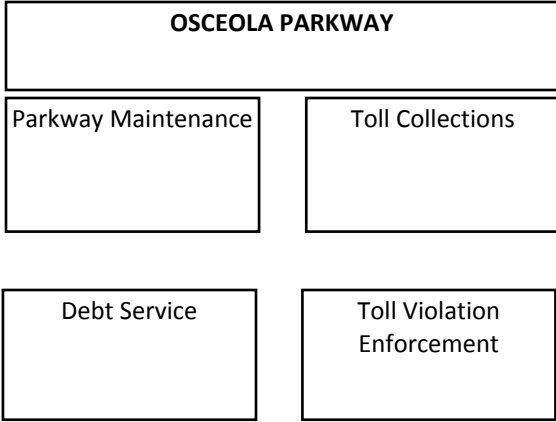 OSCEOLA PARKWAY
Parkway Maintenance
Toll Collections
Debt Service
Toll Violation
Enforcement